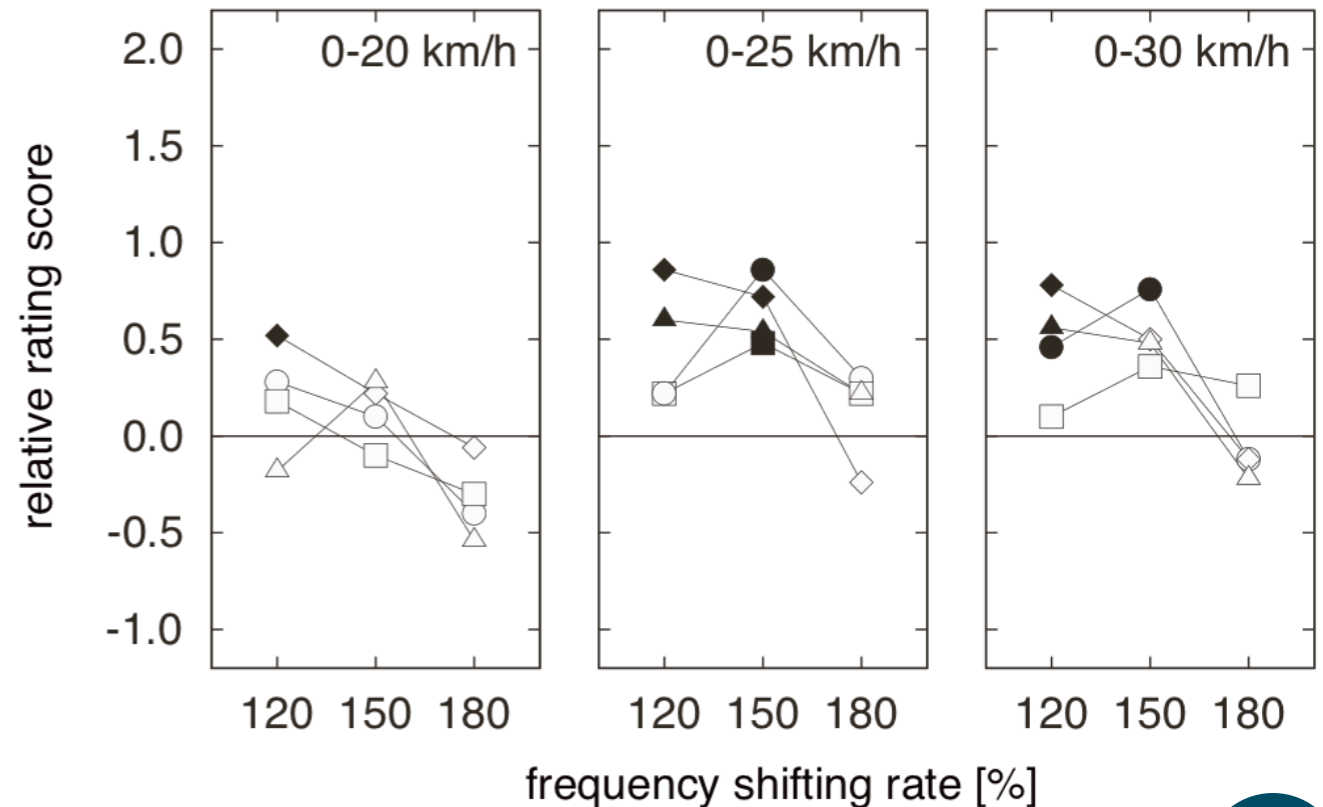 0-20 km/h
0-25 km/h
0-30 km/h
relative rating score
2.0
1.5
1.0
0.5
0.0
-0.5
-1.0
120 150 180
120 150 180
120 150 180
frequency shifting rate [%]